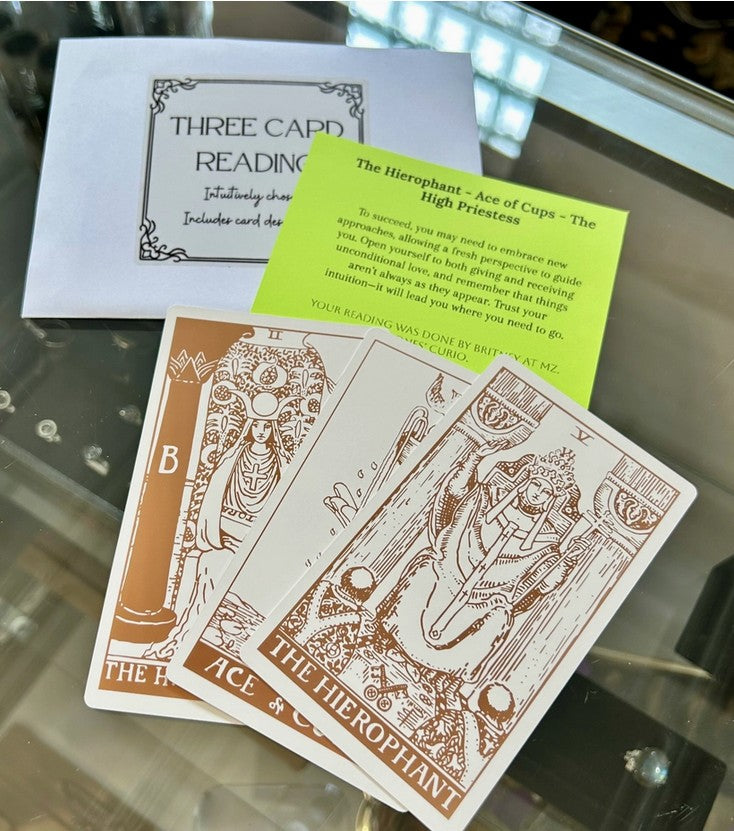 THREE CARD
READING
Intuitively
Includes card
The Hierophant - Ace of Cups - The
High Priestess
To succeed, you may need to embrace new
approaches, allowing a fresh perspective to guide
you. Open yourself to both giving and receiving
unconditional love, and remember that things
aren't always as they appear. Trust your
intuition—it will lead you where you need to go.
YOUR READING WAS DONE BY BRITNEY AT MZ.
CURIO.
II
B
THE
ACE
V
THE HIEROPHANT